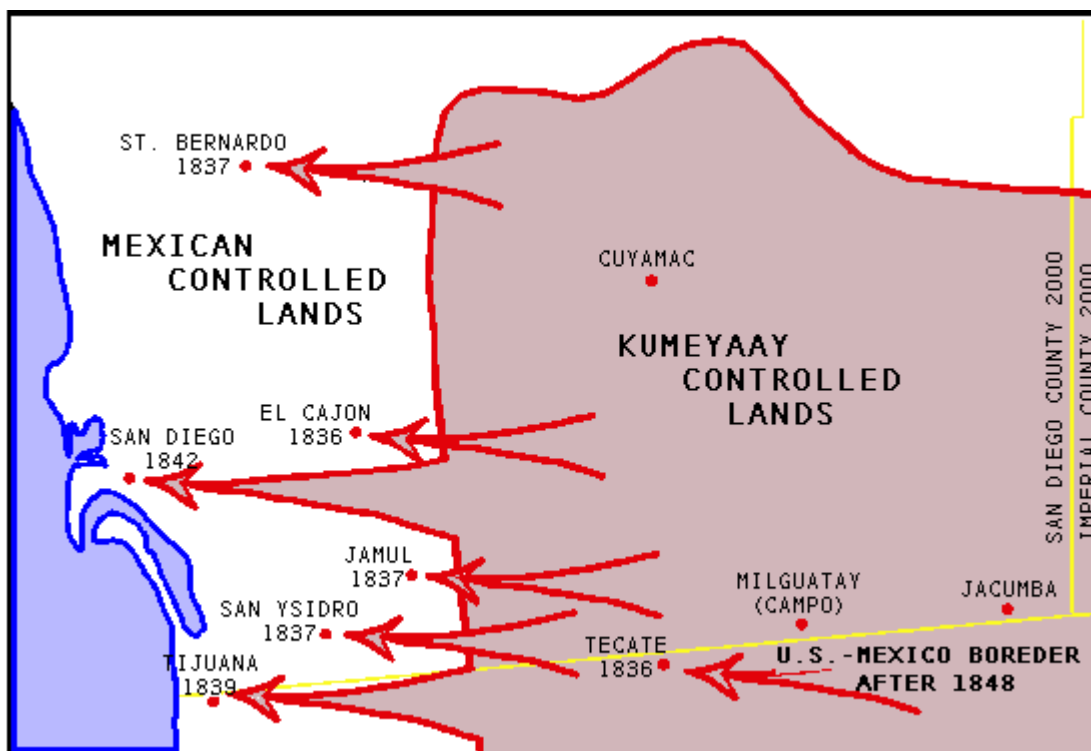 ST. BERNARDO
1837
MEXICAN
CONTROLLED
LANDS
CUYAMAC
KUMEYAAY
CONTROLLED
LANDS
SAN DIEGO COUNTY 2000
IMPERIAL COUNTY 2000
EL CAJON
1836
SAN DIEGO
1842
JAMUL
1837
SAN YSIDRO
1837
TIJUANA
1839
TECATE
1836
MILGUATAY
(CAMPO)
JACUMBA
U.S.-MEXICO BOREDER
AFTER 1848